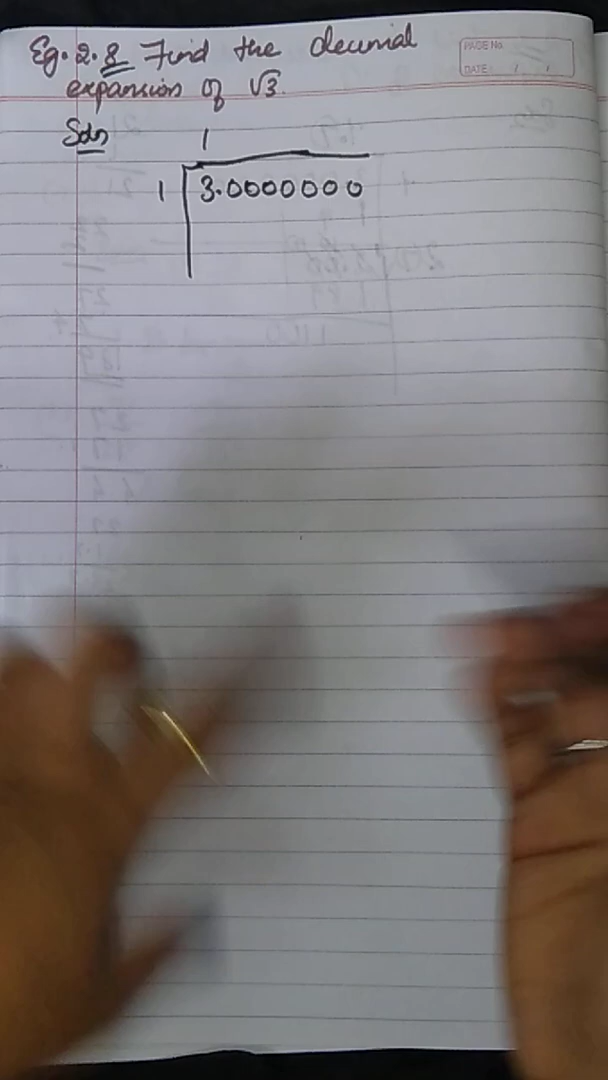 Eg. 2.8 Find the decimal
PAGE No.
DATE / /
expansion of √3.
Soln
1
1 3.0000000